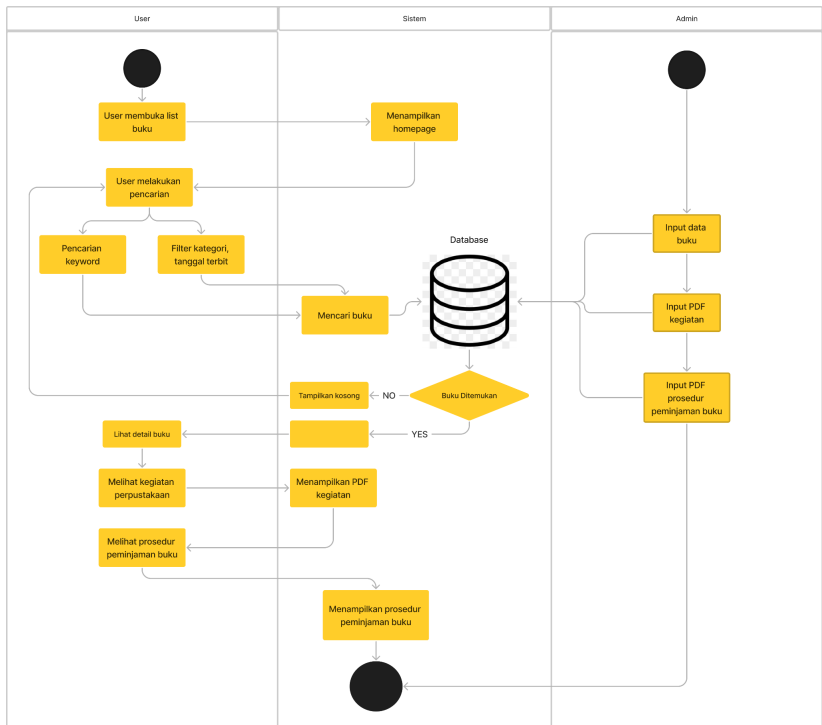 User
Sistem
Admin
User membuka list
buku
Menampilkan
homepage
User melakukan
pencarian
Pencarian
keyword
Filter kategori,
tanggal terbit
Input data
buku
Database
Mencari buku
Input PDF
kegiatan
Input PDF
prosedur
peminjaman buku
Tampilkan kosong
NO
Buku Ditemukan
Lihat detail buku
YES
Melihat kegiatan
perpustakaan
Menampilkan PDF
kegiatan
Melihat prosedur
peminjaman buku
Menampilkan prosedur
peminjaman buku